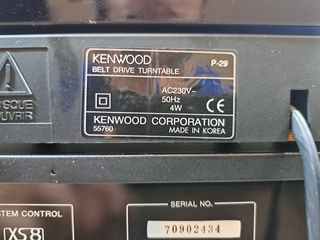 KENWOOD P-29
BELT DRIVE TURNTABLE
AC230V~
50Hz
4W
CE
KENWOOD CORPORATION
55760 MADE IN KOREA
SQUE
OUVRIR
STEM CONTROL
XS8
SERIAL NO.
70902434